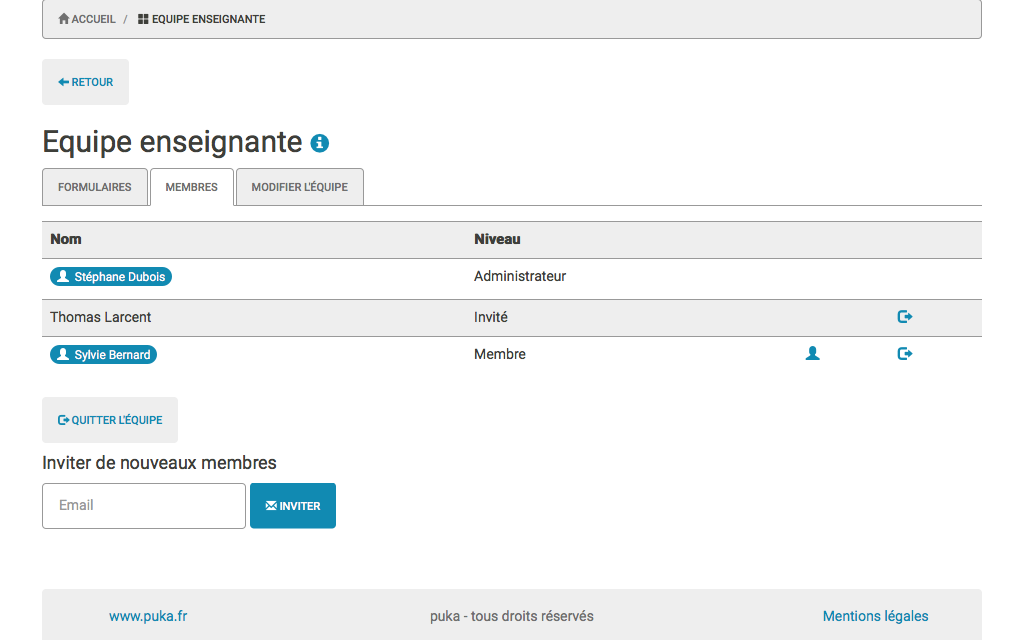 ACCUEIL / EQUIPE ENSEIGNANTE
RETOUR
Equipe enseignante
FORMULAIRES MEMBRES MODIFIER L'ÉQUIPE
Nom Niveau
Stéphane Dubois Administrateur
Thomas Larcent Invité
Sylvie Bernard Membre
QUITTER L'ÉQUIPE
Inviter de nouveaux membres
Email INVITER
www.puka.fr puka - tous droits réservés Mentions légales